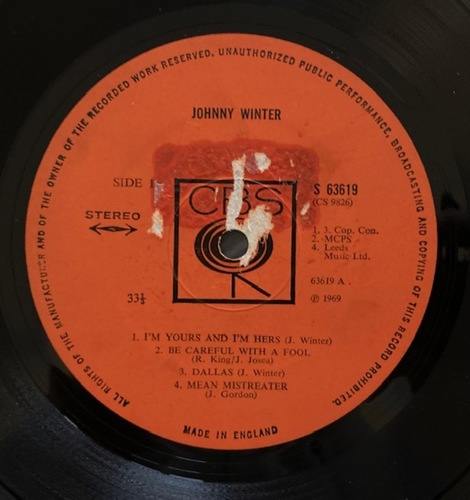 ALL RIGHTS OF THE MANUFACTURER AND OF THE OWNER OF THE RECORDED WORK RESERVED. UNAUTHORIZED PUBLIC PERFORMANCE, BROADCASTING AND COPYING OF THIS RECORD PROHIBITED.
JOHNNY WINTER
SIDE 1
CBS
S 63619
(CS 9826)
STEREO
1. 3. Cop. Con.
2. MCPS
4. Leeds
Music Ltd.
63619 A
33⅓
℗ 1969
1. I'M YOURS AND I'M HERS (J. Winter)
2. BE CAREFUL WITH A FOOL
(R. King/J. Josea)
3. DALLAS (J. Winter)
4. MEAN MISTREATER
(J. Gordon)
MADE IN ENGLAND